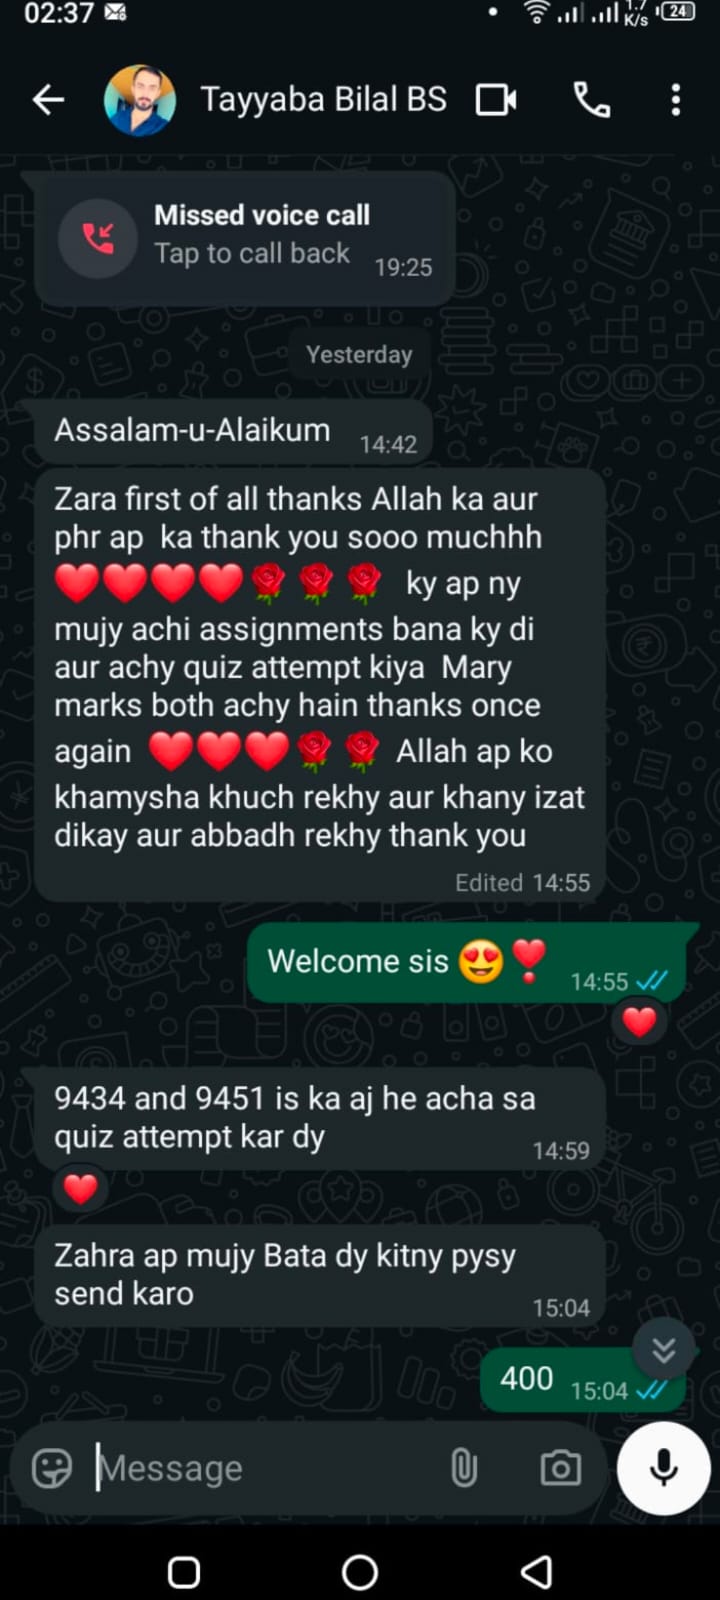 02:37
1.7
K/s
24
Tayyaba Bilal BS
Missed voice call
Tap to call back 19:25
Yesterday
Assalam-u-Alaikum 14:42
Zara first of all thanks Allah ka aur
phr ap ka thank you sooo muchhh
❤️❤️❤️❤️🌹🌹🌹 ky ap ny
mujy achi assignments bana ky di
aur achy quiz attempt kiya Mary
marks both achy hain thanks once
again ❤️❤️❤️🌹🌹 Allah ap ko
khamysha khuch rekhy aur khany izat
dikay aur abbadh rekhy thank you
Edited 14:55
Welcome sis 😍❣️ 14:55
❤️
9434 and 9451 is ka aj he acha sa
quiz attempt kar dy
14:59
❤️
Zahra ap mujy Bata dy kitny pysy
send karo
15:04
400 15:04
Message